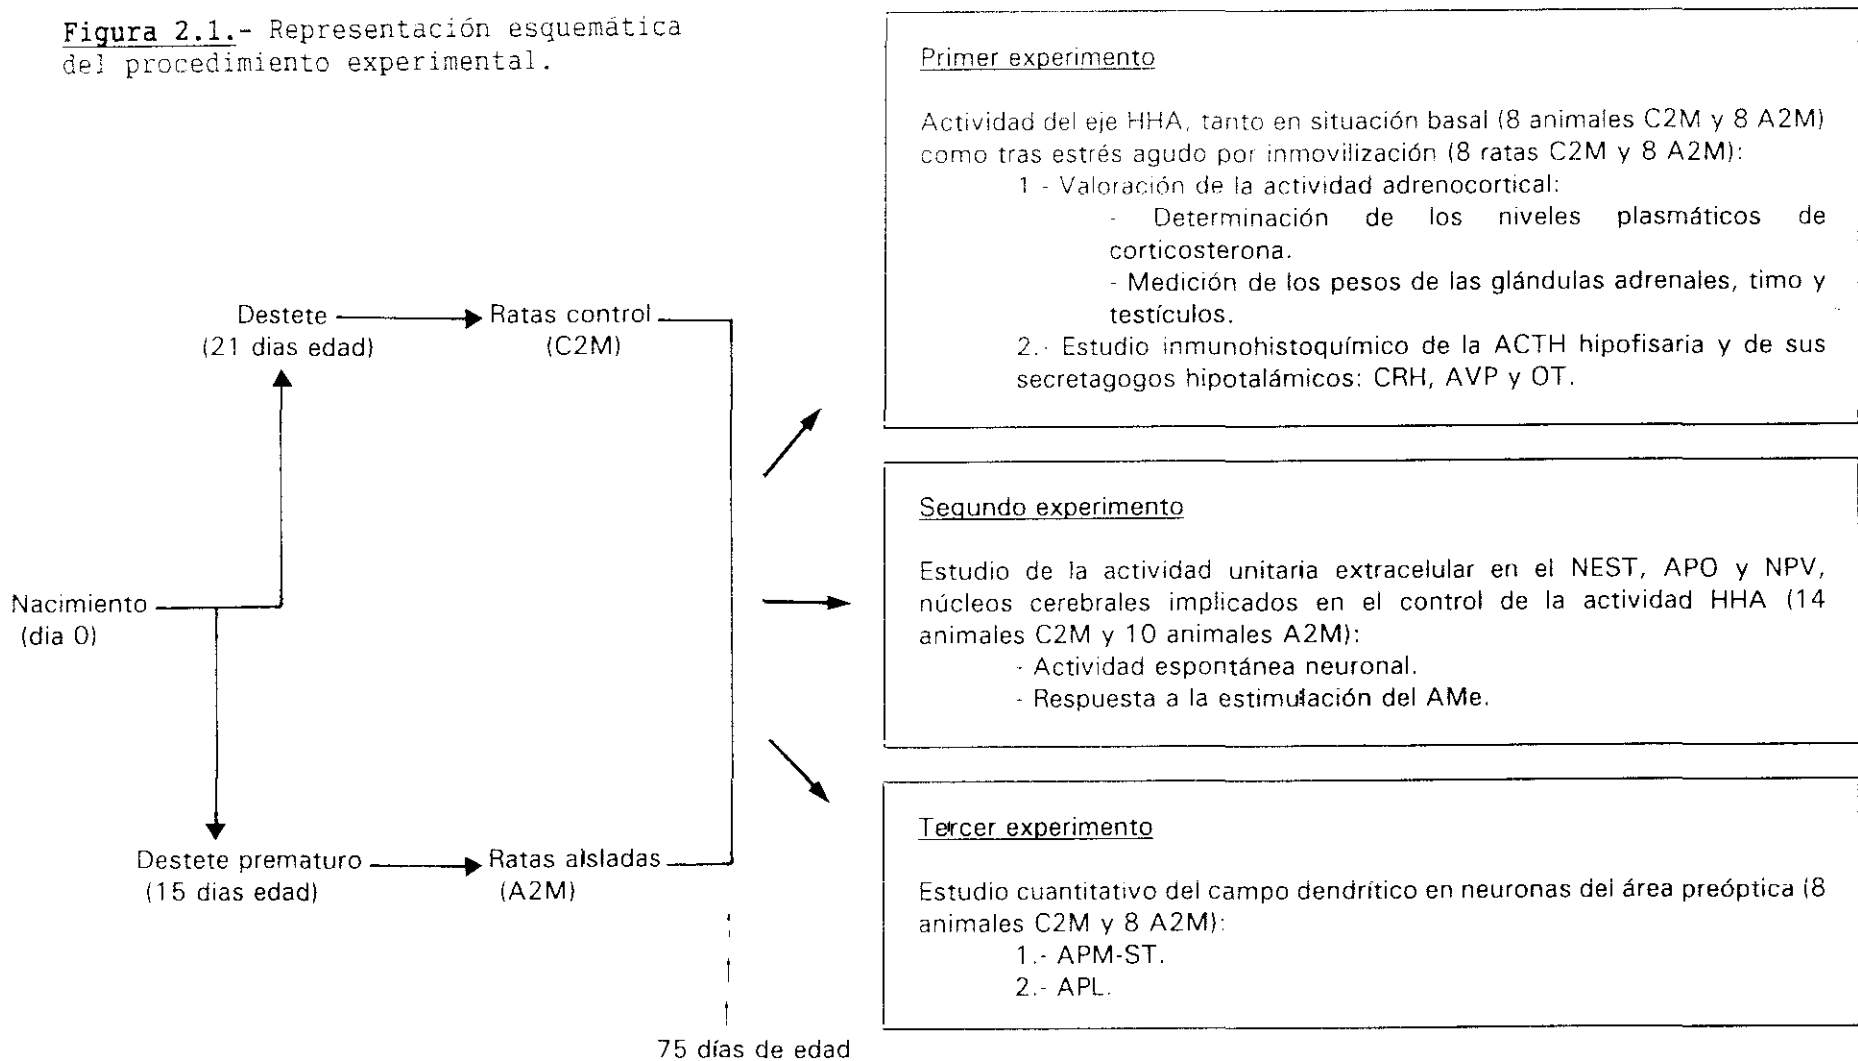 Figura 2.1.- Representación esquemática
del procedimiento experimental.
Destete
(21 dias edad)
Ratas control
(C2M)
Nacimiento
(dia 0)
Destete prematuro
(15 dias edad)
Ratas aisladas
(A2M)
75 días de edad
Primer experimento
Actividad del eje HHA, tanto en situación basal (8 animales C2M y 8 A2M)
como tras estrés agudo por inmovilización (8 ratas C2M y 8 A2M):
1 - Valoración de la actividad adrenocortical:
- Determinación de los niveles plasmáticos de
corticosterona.
- Medición de los pesos de las glándulas adrenales, timo y
testículos.
2.- Estudio inmunohistoquímico de la ACTH hipofisaria y de sus
secretagogos hipotalámicos: CRH, AVP y OT.
Segundo experimento
Estudio de la actividad unitaria extracelular en el NEST, APO y NPV,
núcleos cerebrales implicados en el control de la actividad HHA (14
animales C2M y 10 animales A2M):
- Actividad espontánea neuronal.
- Respuesta a la estimulación del AMe.
Tercer experimento
Estudio cuantitativo del campo dendrítico en neuronas del área preóptica (8
animales C2M y 8 A2M):
1.- APM-ST.
2.- APL.